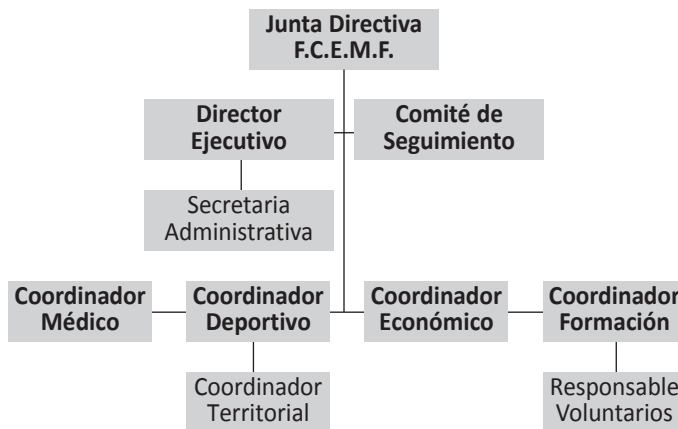 Junta Directiva
F.C.E.M.F.
Director
Ejecutivo
Comité de
Seguimiento
Secretaria
Administrativa
Coordinador
Médico
Coordinador
Deportivo
Coordinador
Económico
Coordinador
Formación
Coordinador
Territorial
Responsable
Voluntarios